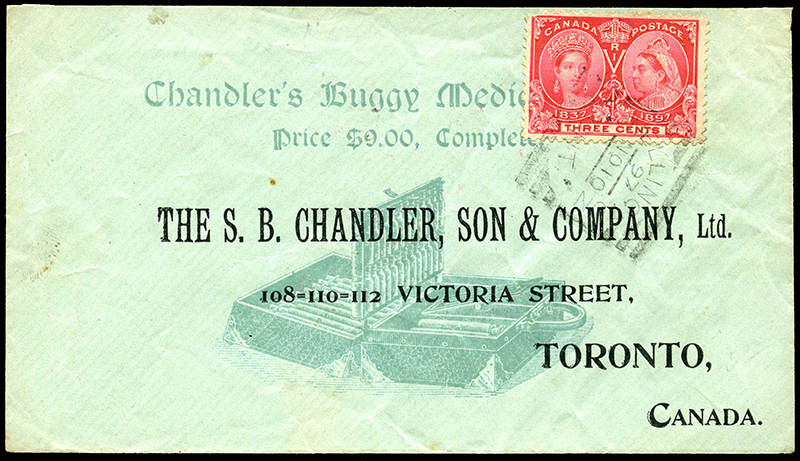 CANADA POSTAGE
V R I
1837 1897
THREE CENTS
Chandler's Buggy Medic
Price $9.00, Complete
97
THE S. B. CHANDLER, SON & COMPANY, Ltd.
108=110=112 VICTORIA STREET,
TORONTO,
CANADA.